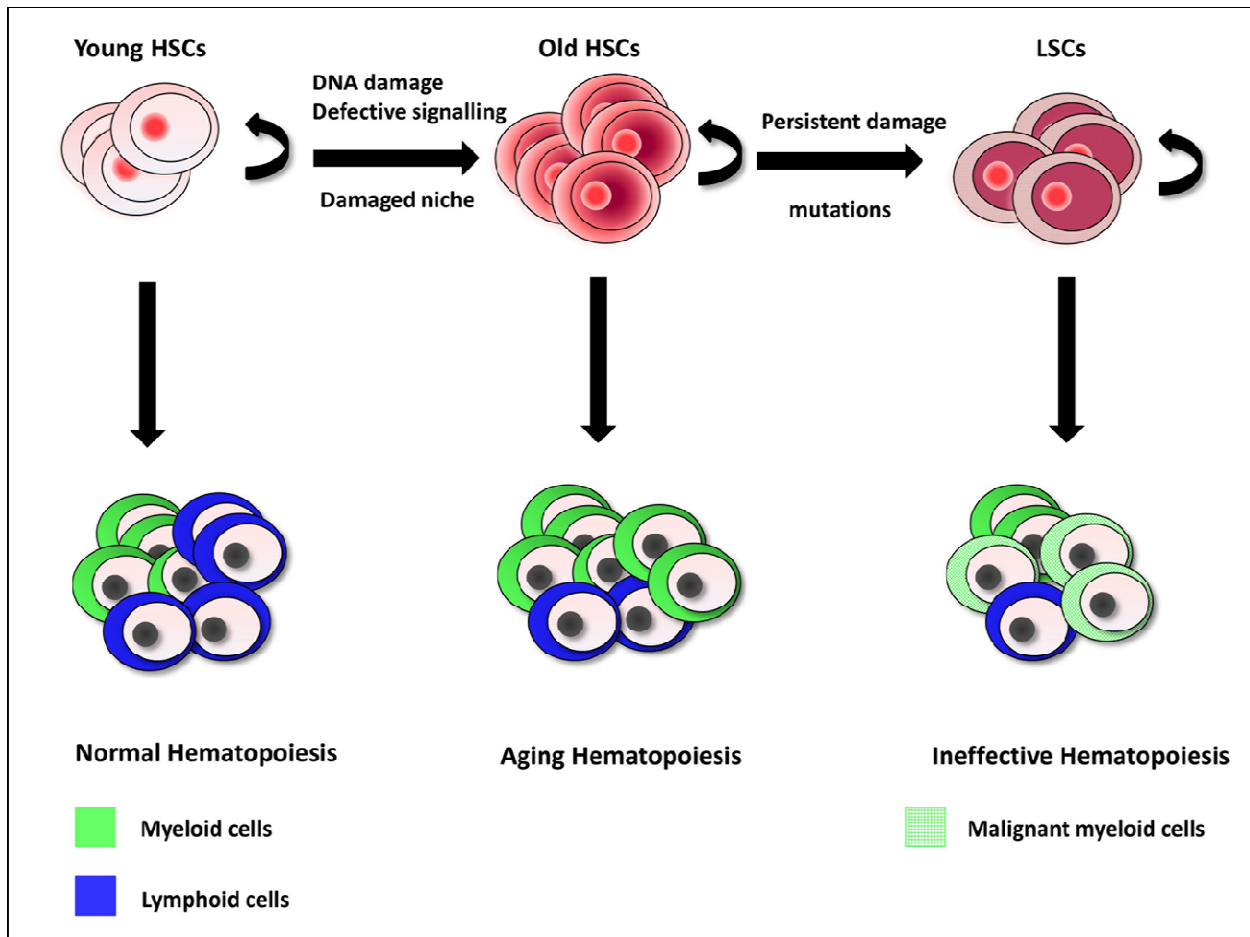 Young HSCs
Old HSCs
LSCs
DNA damage
Defective signalling
Damaged niche
Persistent damage
mutations
Normal Hematopoiesis
Aging Hematopoiesis
Ineffective Hematopoiesis
Myeloid cells
Malignant myeloid cells
Lymphoid cells